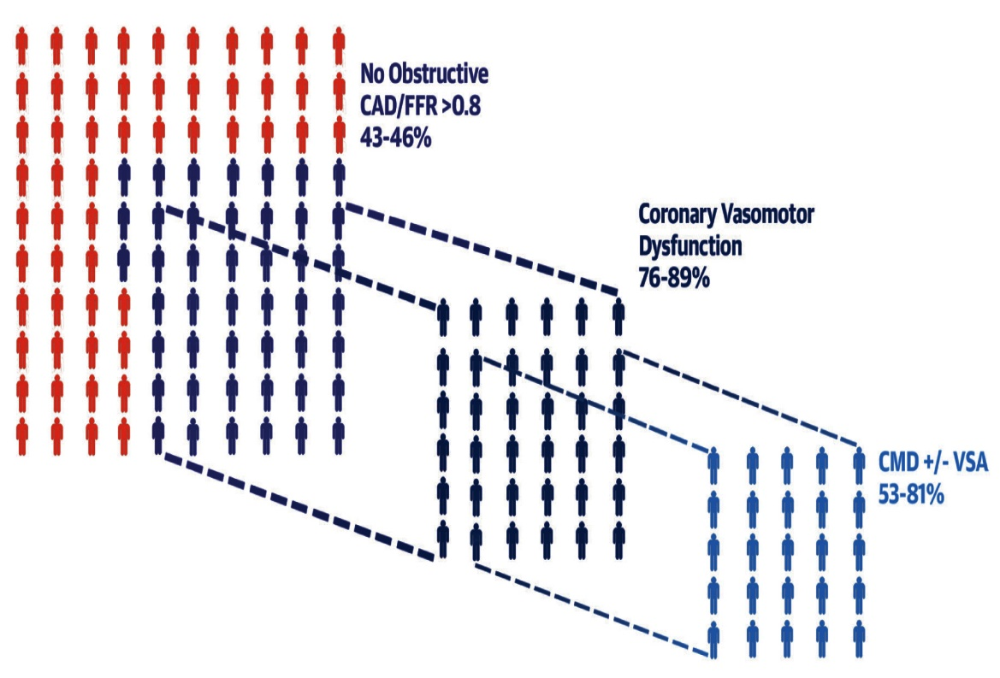 No Obstructive
CAD/FFR >0.8
43-46%
Coronary Vasomotor
Dysfunction
76-89%
CMD +/- VSA
53-81%